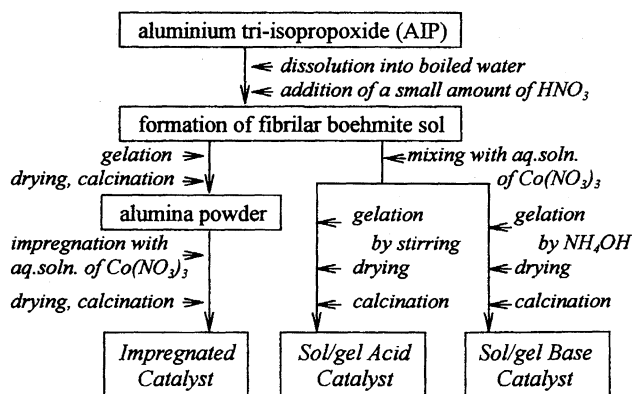 aluminium tri-isopropoxide (AIP)
dissolution into boiled water
addition of a small amount of HNO₃
formation of fibrilar boehmite sol
gelation
drying, calcination
mixing with aq.soln.
of Co(NO₃)₃
alumina powder
impregnation with
aq.soln. of Co(NO₃)₃
drying, calcination
gelation
by stirring
drying
calcination
gelation
by NH₄OH
drying
calcination
Impregnated
Catalyst
Sol/gel Acid
Catalyst
Sol/gel Base
Catalyst